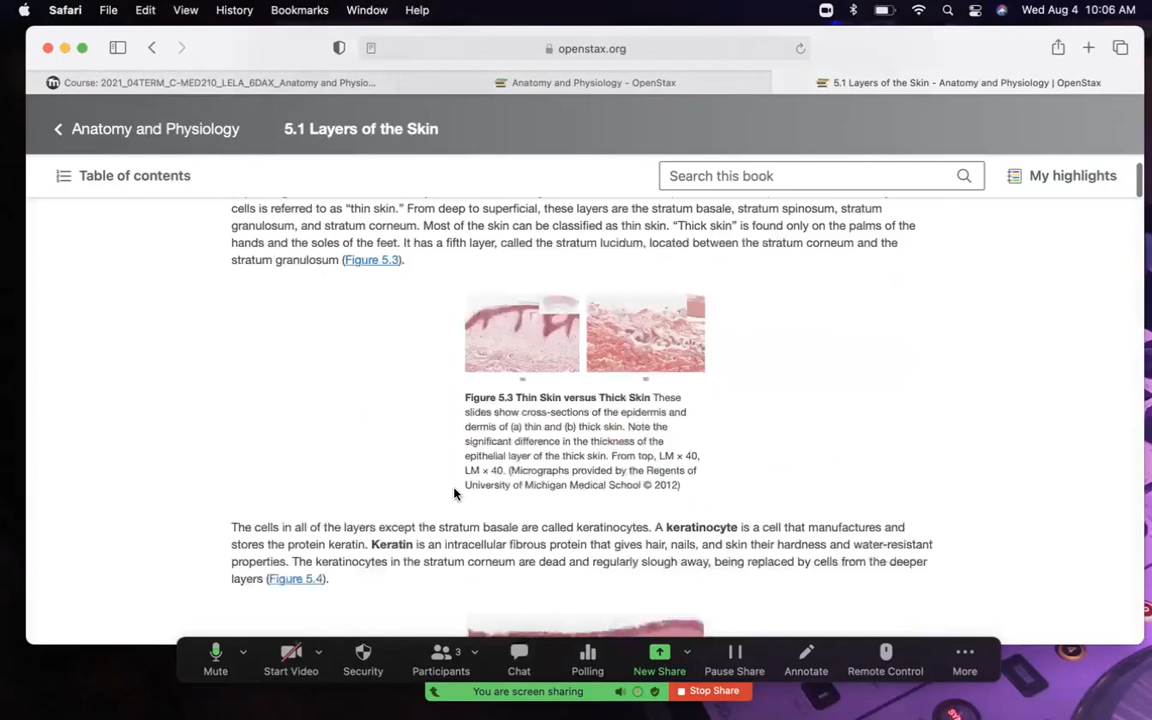 Safari File Edit View History Bookmarks Window Help Wed Aug 4 10:06 AM
openstax.org
Course: 2021_04TERM_C-MED210_LELA_6DAX_Anatomy and Physio... Anatomy and Physiology - OpenStax 5.1 Layers of the Skin - Anatomy and Physiology | OpenStax
Anatomy and Physiology 5.1 Layers of the Skin
Table of contents Search this book My highlights
cells is referred to as “thin skin.” From deep to superficial, these layers are the stratum basale, stratum spinosum, stratum
granulosum, and stratum corneum. Most of the skin can be classified as thin skin. “Thick skin” is found only on the palms of the
hands and the soles of the feet. It has a fifth layer, called the stratum lucidum, located between the stratum corneum and the
stratum granulosum (Figure 5.3).
Figure 5.3 Thin Skin versus Thick Skin These
slides show cross-sections of the epidermis and
dermis of (a) thin and (b) thick skin. Note the
significant difference in the thickness of the
epithelial layer of the thick skin. From top, LM × 40,
LM × 40. (Micrographs provided by the Regents of
University of Michigan Medical School © 2012)
The cells in all of the layers except the stratum basale are called keratinocytes. A keratinocyte is a cell that manufactures and
stores the protein keratin. Keratin is an intracellular fibrous protein that gives hair, nails, and skin their hardness and water-resistant
properties. The keratinocytes in the stratum corneum are dead and regularly slough away, being replaced by cells from the deeper
layers (Figure 5.4).
3
Mute Start Video Security Participants Chat Polling New Share Pause Share Annotate Remote Control More
You are screen sharing Stop Share